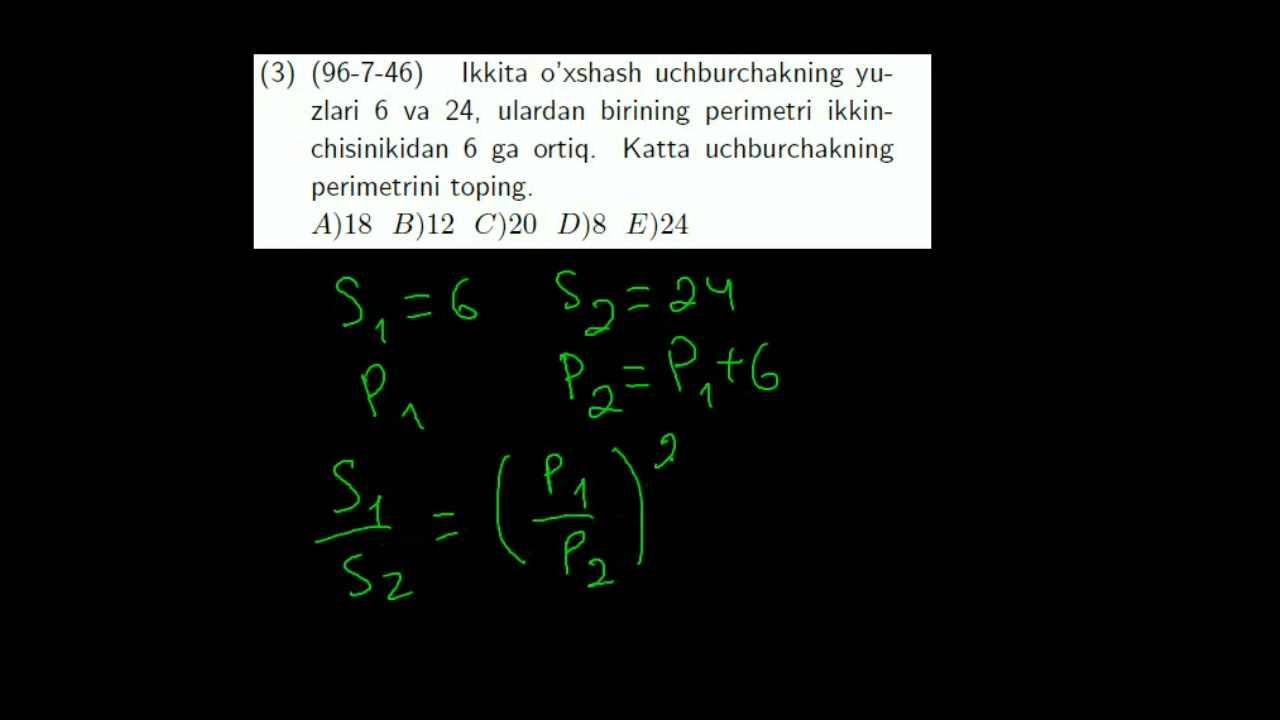 (3) (96-7-46) Ikkita o'xshash uchburchakning yu-
zlari 6 va 24, ulardan birining perimetri ikkin-
chisinikidan 6 ga ortiq. Katta uchburchakning
perimetrini toping.
A)18 B)12 C)20 D)8 E)24
S₁ = 6 S₂ = 24
P₁ P₂ = P₁ + 6
S₁/S₂ = (P₁/P₂)²